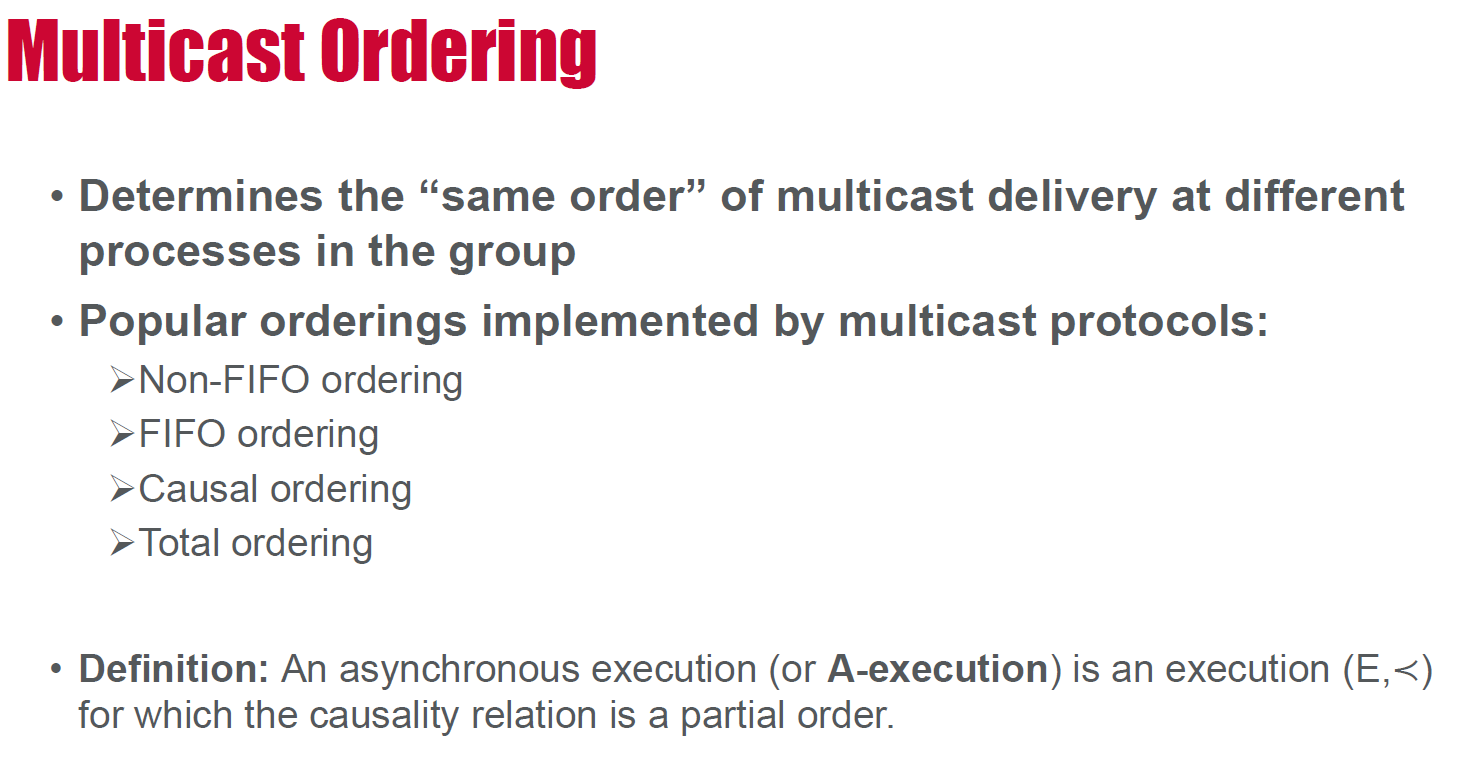 Multicast Ordering
• Determines the “same order” of multicast delivery at different
processes in the group
• Popular orderings implemented by multicast protocols:
➢Non-FIFO ordering
➢FIFO ordering
➢Causal ordering
➢Total ordering
• Definition: An asynchronous execution (or A-execution) is an execution (E,≺)
for which the causality relation is a partial order.